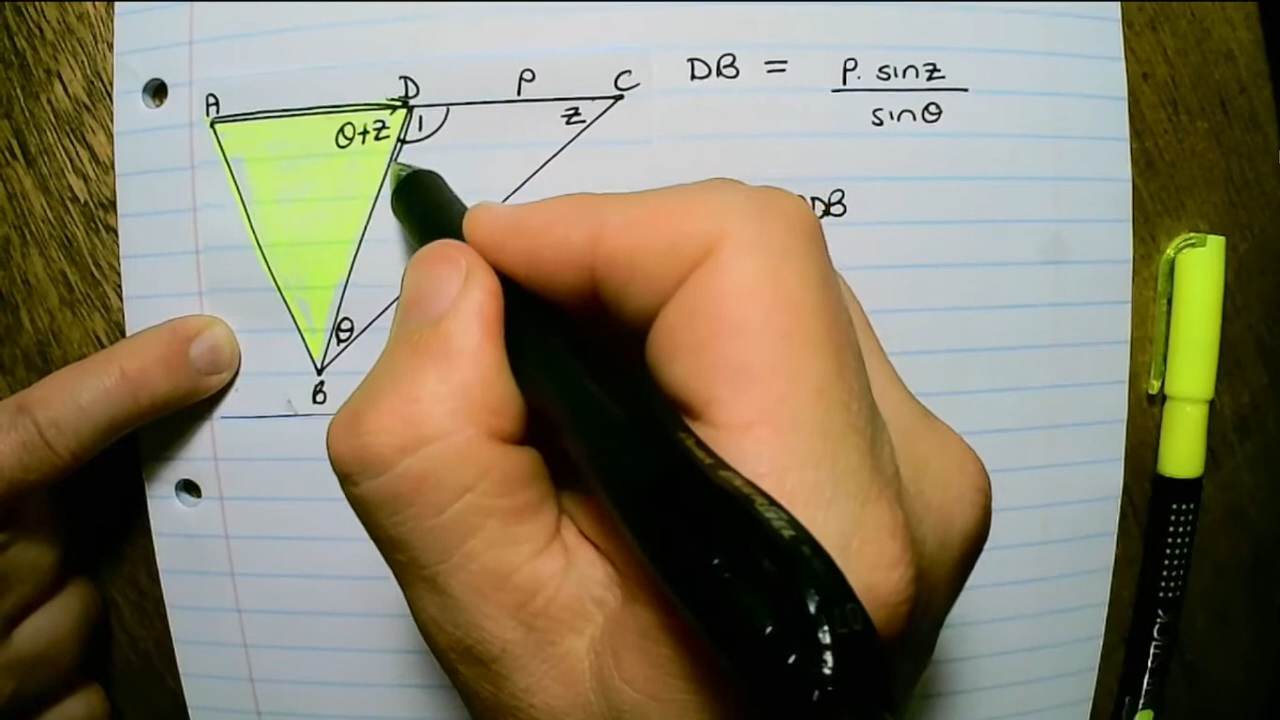 A D P C
θ+z 1 z
θ
B
DB = P. sinz / sinθ
DB